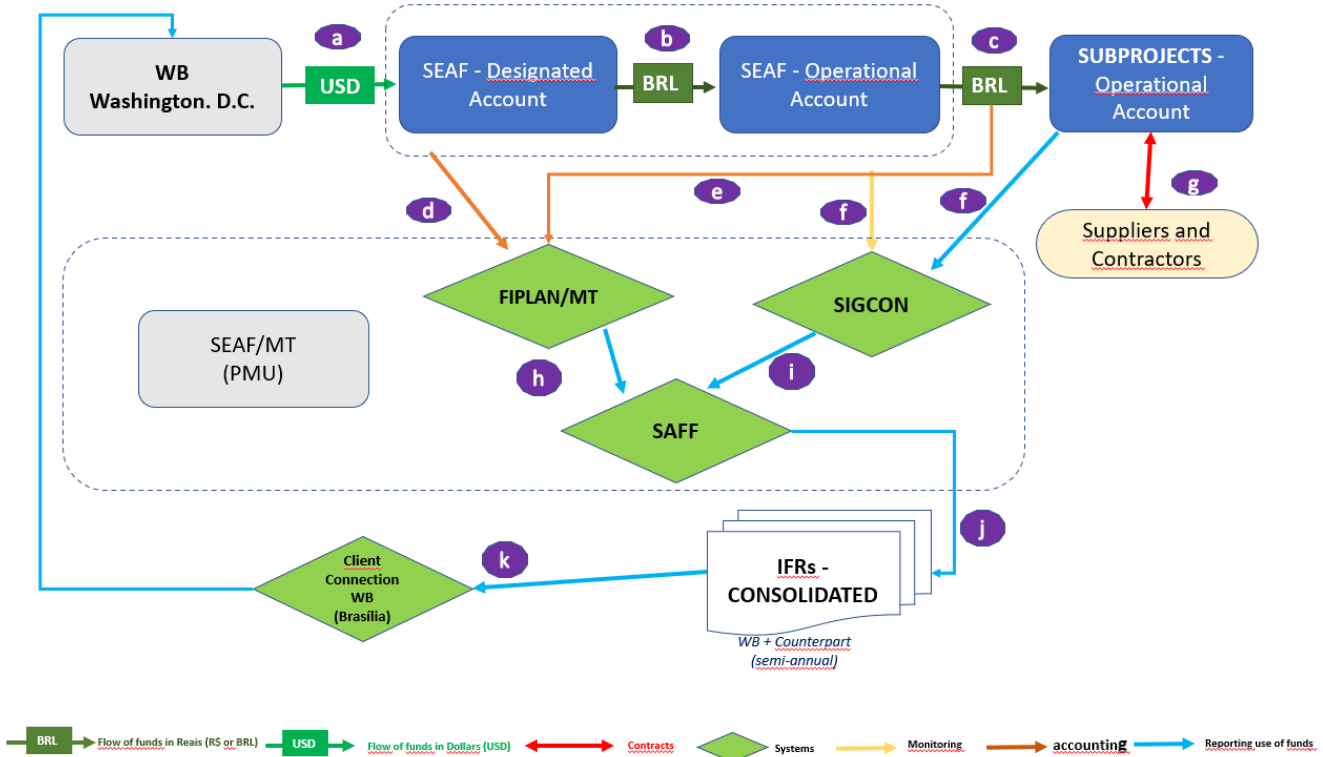 a
b
c
WB
Washington. D.C.
USD
SEAF - Designated
Account
BRL
SEAF - Operational
Account
BRL
SUBPROJECTS -
Operational
Account
d
e
f
f
g
Suppliers and
Contractors
FIPLAN/MT
SIGCON
SEAF/MT
(PMU)
h
i
SAFF
j
k
Client
Connection
WB
(Brasília)
IFRs -
CONSOLIDATED
WB + Counterpart
(semi-annual)
BRL
Flow of funds in Reais (R$ or BRL)
USD
Flow of funds in Dollars (USD)
Contracts
Systems
Monitoring
accounting
Reporting use of funds